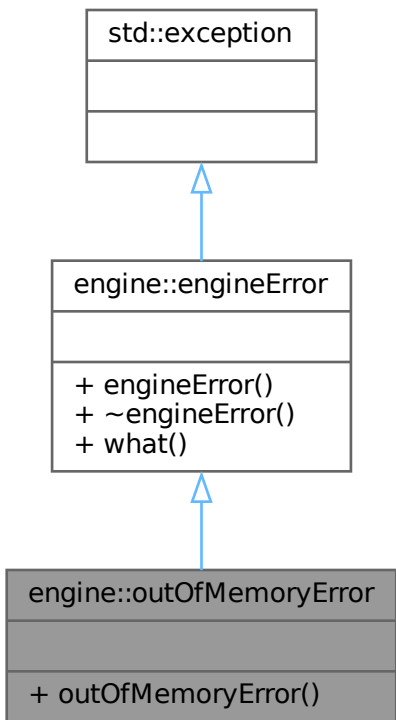 std::exception
engine::engineError
+ engineError()
+ ~engineError()
+ what()
engine::outOfMemoryError
+ outOfMemoryError()